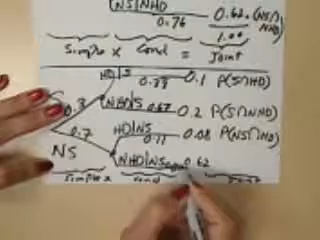 NS|NHD
0.76
0.62 (NS∩
NHD)
1.00
Simple x Cond = Joint
HD|S
0.1 P(S∩HD)
0.3
NHD|S 0.67 0.2 P(S∩NHD)
0.7
HD|NS 0.08 P(NS∩HD)
0.11
NS
NHD|NS 0.62
Simple x Cond